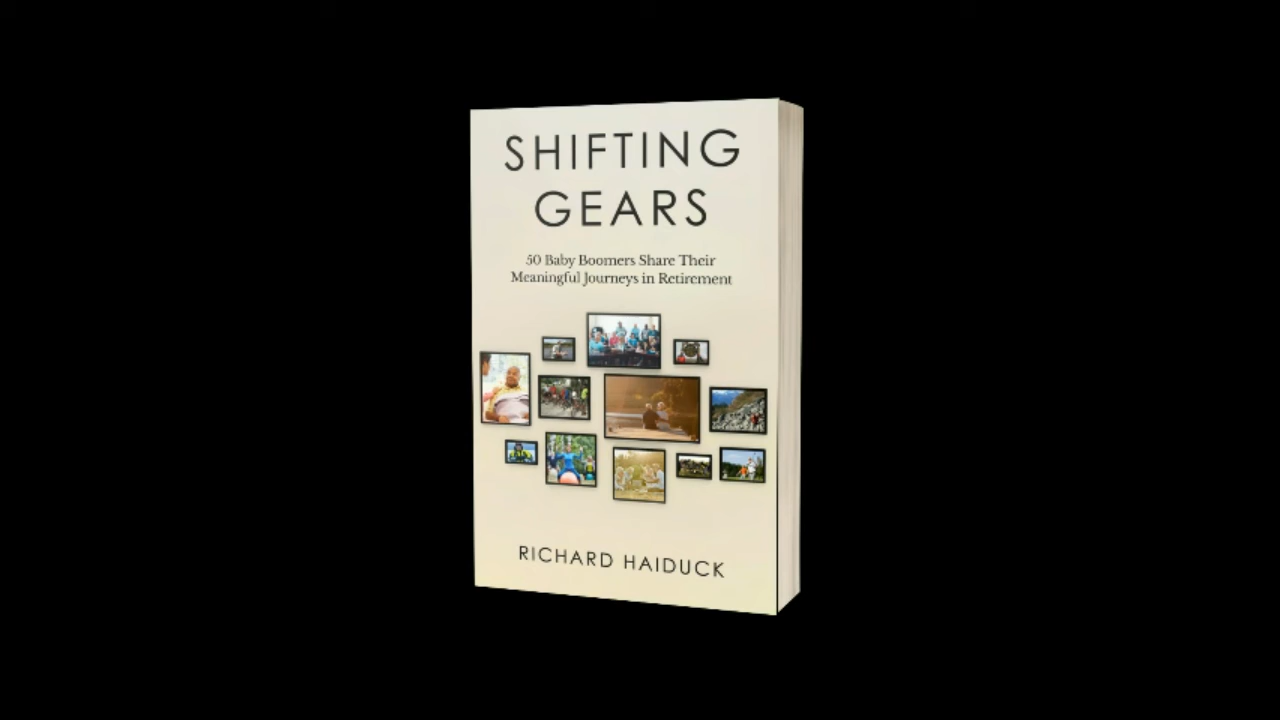 SHIFTING
GEARS
50 Baby Boomers Share Their
Meaningful Journeys in Retirement
RICHARD HAIDUCK